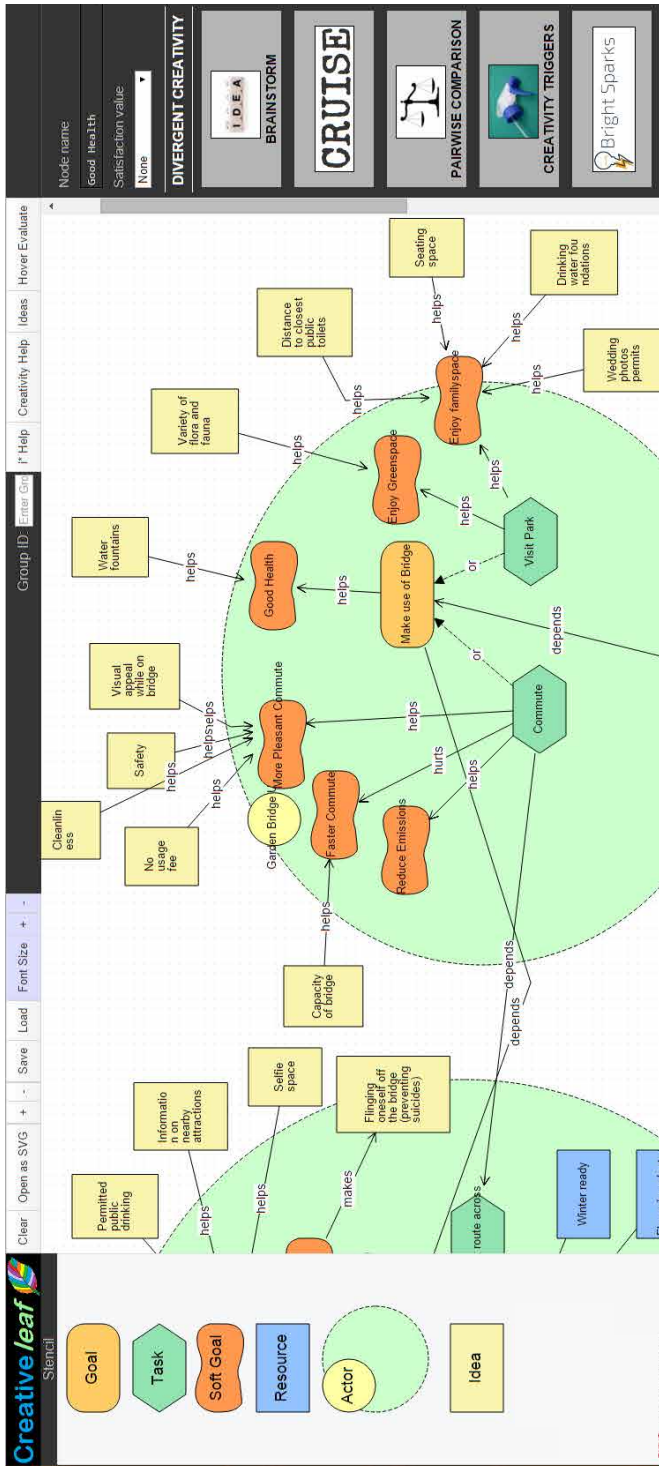 Creative leaf
Clear
Open as SVG
+
-
Save
Load
Font Size
+
-
Group ID:
Enter Gro
i* Help
Creativity Help
Ideas
Hover Evaluate
Stencil
Goal
Task
Soft Goal
Resource
Actor
Idea
Permitted
public
drinking
Informatio
n on
nearby
attractions
Selfie
space
Flinging
oneself off
the bridge
(preventing
suicides)
helps
helps
makes
route across
Winter ready
Cleanlin
ess
Safety
Visual
appeal
while on
bridge
No
usage
fee
Water
fountains
Variety of
flora and
fauna
Distance
to closest
public
toilets
Seating
space
Drinking
water fou
ndations
Wedding
photos
permits
Capacity
of bridge
helps
helps
helps
helps
helps
helps
helps
helps
helps
helps
helps
Garden Bridge
More Pleasant Commute
Faster Commute
Reduce Emissions
Good Health
Enjoy Greenspace
Enjoy familyspace
Make use of Bridge
Commute
Visit Park
helps
helps
hurts
helps
helps
helps
or
or
depends
depends
depends
Node name
Good Health
Satisfaction value
None
DIVERGENT CREATIVITY
IDEA
BRAINSTORM
CRUISE
PAIRWISE COMPARISON
CREATIVITY TRIGGERS
Bright Sparks